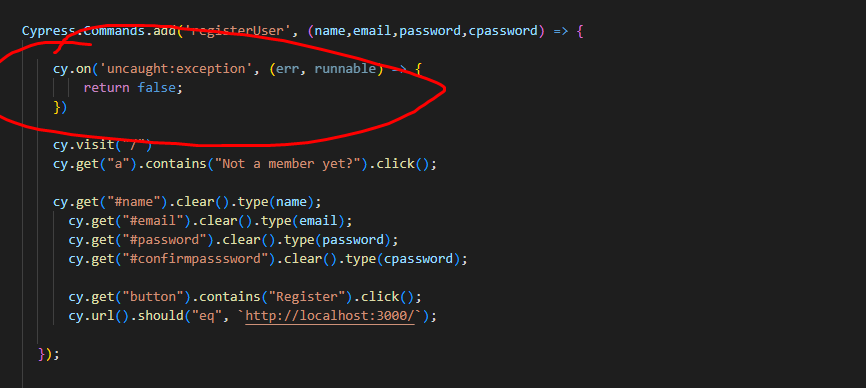 Cypress.Commands.add('registerUser', (name,email,password,cpassword) => {
cy.on('uncaught:exception', (err, runnable) => {
return false;
})
cy.visit("/")
cy.get("a").contains("Not a member yet?").click();
cy.get("#name").clear().type(name);
cy.get("#email").clear().type(email);
cy.get("#password").clear().type(password);
cy.get("#confirmpasssword").clear().type(cpassword);
cy.get("button").contains("Register").click();
cy.url().should("eq", `http://localhost:3000/`);
});